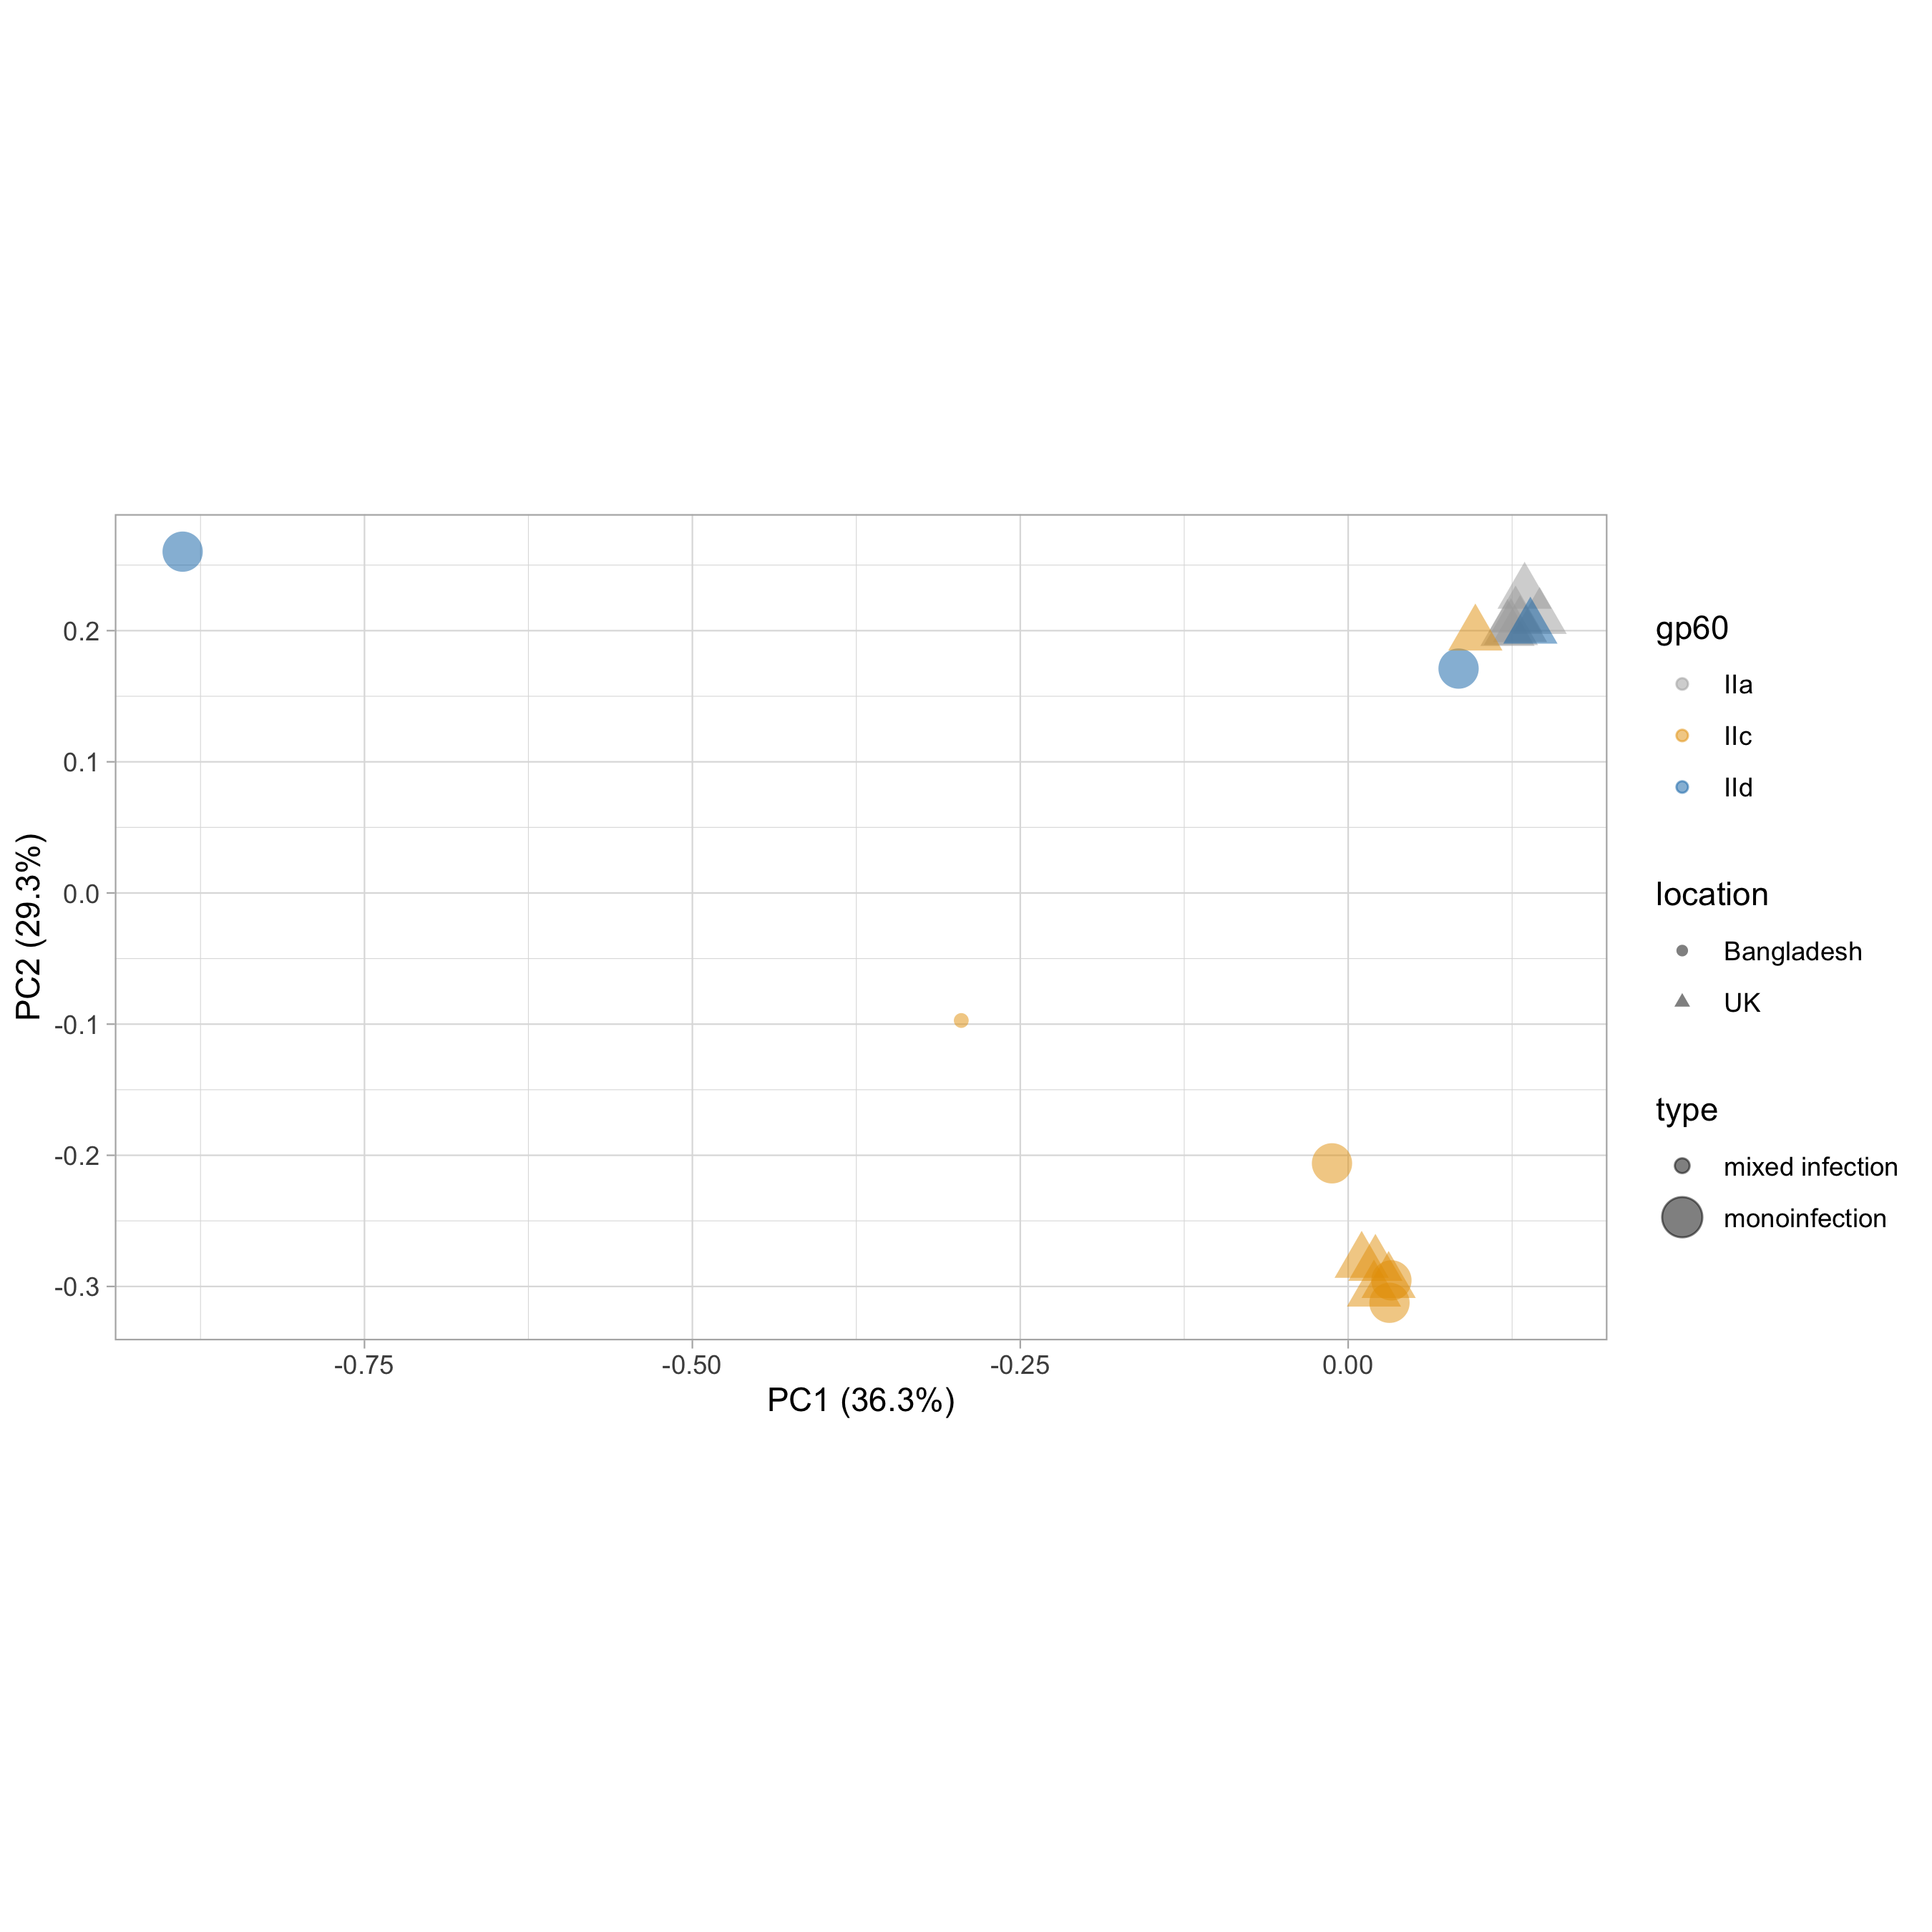 0.2
0.1
0.0
-0.1
-0.2
-0.3
PC2 (29.3%)
-0.75
-0.50
-0.25
0.00
PC1 (36.3%)
gp60
IIa
IIc
IId
location
Bangladesh
UK
type
mixed infection
monoinfection